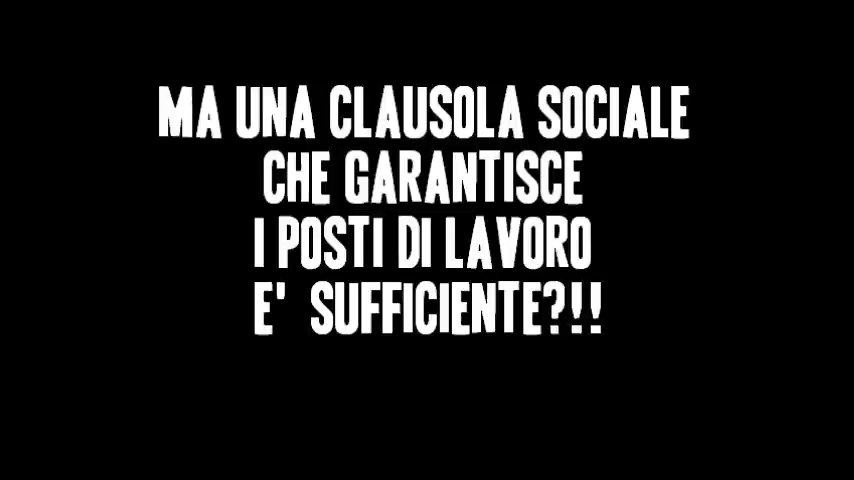 MA UNA CLAUSOLA SOCIALE
CHE GARANTISCE
I POSTI DI LAVORO
E' SUFFICIENTE?!!